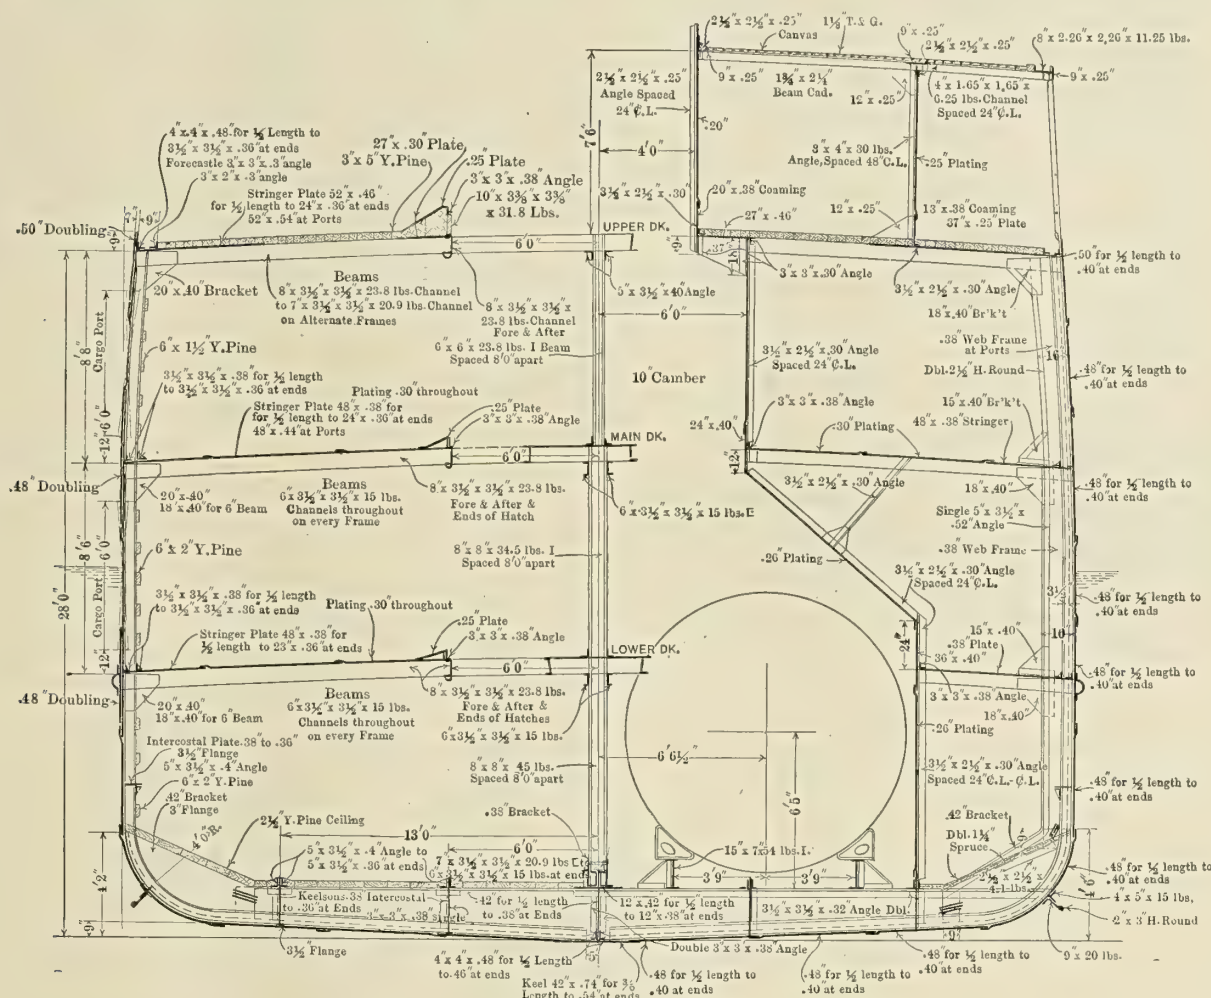 2½" x 2½" x .25"
Canvas
1⅛" T. & G.
9" x .25"
2½" x 2½" x .25"
8" x 2.26" x 2.26" x 11.25 lbs.
9" x .25"
2½" x 2½" x .25"
Angle Spaced
24" C.L.
9" x .25"
Beam Cad.
12" x .25"
4" x 1.65" x 1.65" x
6.25 lbs. Channel
Spaced 24" C.L.
7'6"
.20"
4'0"
3" x 4" x 30 lbs.
Angle, Spaced 48" C.L.
.25" Plating
3½" x 2½" x .30"
20" x .38" Coaming
27" x .46"
12" x .25"
13" x .38" Coaming
37" x .25" Plate
4" x 4" x .48" for ½ Length to
3½" x 3½" x .36" at ends
Forecastle 3" x 3" x .3" angle
3" x 2" x .3" angle
27" x .30" Plate
3" x 5" Y. Pine
.25" Plate
3" x 3" x .38" Angle
10" x 3⅜" x 3⅜"
x 31.8 Lbs.
Stringer Plate 52" x .46"
for ½ length to 24" x .36" at ends
52" x .54" at Ports
.50" Doubling
9"
9"
6'0"
UPPER DK.
9"
37"
18"
3" x 3" x .30" Angle
3½" x 2½" x .30" Angle
.50" for ½ length to
.40" at ends
20" x .40" Bracket
Beams
8" x 3½" x 3½" x 23.8 lbs. Channel
to 7" x 3½" x 3½" x 20.9 lbs. Channel
on Alternate Frames
8" x 3½" x 3½" x
23.8 lbs. Channel
Fore & After
6" x 6" x 23.8 lbs. I Beam
Spaced 8'0" apart
5" x 3½" x .40" Angle
6'0"
18" x .40" Br'k't
.38" Web Frame
at Ports
Dbl. 2½" H. Round
16"
Cargo Port
8'8"
6'0"
12"
6" x 1½" Y. Pine
3½" x 3½" x .38" for ½ length
to 3½" x 3½" x .36" at ends
Stringer Plate 48" x .38" for
for ½ length to 24" x .36" at ends
48" x .44" at Ports
Plating .30" throughout
.25" Plate
3" x 3" x .38" Angle
6'0"
MAIN DK.
10" Camber
3½" x 2½" x .30" Angle
Spaced 24" C.L.
3" x 3" x .38" Angle
24" x .40"
.30" Plating
15" x .40" Br'k't
48" x .38" Stringer
.48" for ½ length to
.40" at ends
12"
.48" Doubling
20" x .40"
18" x .40" for 6" Beam
Beams
6" x 3½" x 3½" x 15 lbs.
Channels throughout
on every Frame
8" x 3½" x 3½" x 23.8 lbs.
Fore & After &
Ends of Hatch
6" x 3½" x 3½" x 15 lbs. E
3½" x 2½" x .30" Angle
18" x .40"
.48" for ½ length to
.40" at ends
Single 5" x 3½" x
.52" Angle
.38" Web Frame
8'6"
6'0"
28'0"
Cargo Port
12"
6" x 2" Y. Pine
8" x 8" x 34.5 lbs. I
Spaced 8'0" apart
.26" Plating
3½" x 2½" x .30" Angle
Spaced 24" C.L.
3½"
.48" for ½ length to
.40" at ends
3½" x 3½" x .38 for ½ length
to 3½" x 3½" x .36" at ends
Plating .30" throughout
.25" Plate
3" x 3" x .38" Angle
Stringer Plate 48" x .38" for
½ length to 23" x .36" at ends
6'0"
LOWER DK.
24"
15" x .40"
.38" Plate
36" x .40"
10"
.48" for ½ length to
.40" at ends
.48" Doubling
20" x .40"
18" x .40" for 6" Beam
Beams
6" x 3½" x 3½" x 15 lbs.
Channels throughout
on every Frame
8" x 3½" x 3½" x 23.8 lbs.
Fore & After &
Ends of Hatches
6" x 3½" x 3½" x 15 lbs.
3" x 3" x .38" Angle
18" x .40"
.26" Plating
Intercostal Plate .38" to .36"
3½" Flange
5" x 3½" x .4" Angle
6" x 2" Y. Pine
.42" Bracket
3" Flange
8" x 8" x 45 lbs.
Spaced 8'0" apart
6'6½"
6'5"
3½" x 2½" x .30" Angle
Spaced 24" C.L.-C.L.
.48" for ½ length to
.40" at ends
4'0" R.
2½" Y. Pine Ceiling
.38" Bracket
13'0"
6'0"
.42" Bracket
Dbl. 1¼"
Spruce
9"
5" x 3½" x .4" Angle to
5" x 3½" x .36" at ends
7" x 3½" x 3½" x 20.9 lbs
6" x 3½" x 3½" x 15 lbs. at end
15" x 7" x 54 lbs. I.
3'9"
3'9"
2½" x 2½" x
4.1 lbs.
.48" for ½ length to
.40" at ends
4'2"
9"
Keelsons .38" Intercostal
to .36" at Ends
3" x .38 single
.42 for ½ length
to .38" at Ends
12" x .42 for ½ length
to 12" x .38" at ends
3½" x 3½" x .32" Angle Dbl.
4'6"
4" x 5" x 15 lbs.
2" x 3" H. Round
3½" Flange
5"
Double 3" x 3" x .38" Angle
9"
9" x 20 lbs.
4" x 4" x .48" for ½ Length
to .46" at ends
Keel 42" x .74" for
Length to .54" at ends
.48 for ½ length to
.40 at ends
.48" for ½ length to
.40" at ends
.48" for ½ length to
.40" at ends